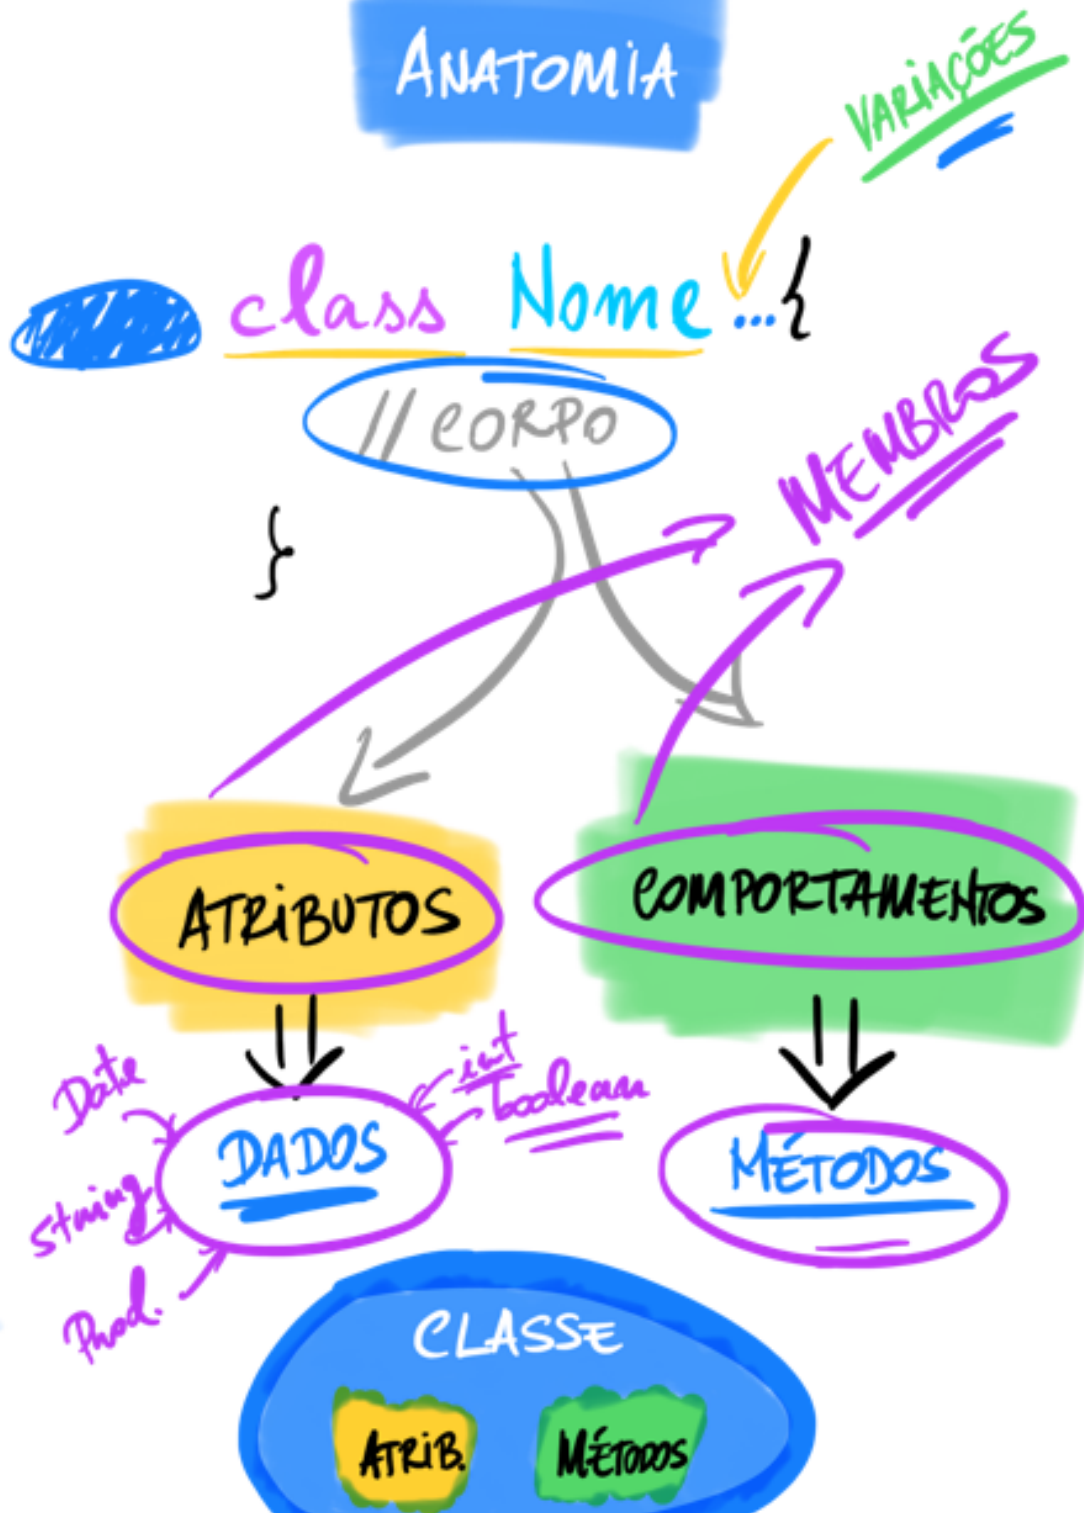 ANATOMIA
VARIAÇÕES
class Nome ... {
// CORPO
MEMBROS
}
ATRIBUTOS
COMPORTAMENTOS
Date
int
boolean
DADOS
MÉTODOS
string
Prod.
CLASSE
ATRIB.
MÉTODOS